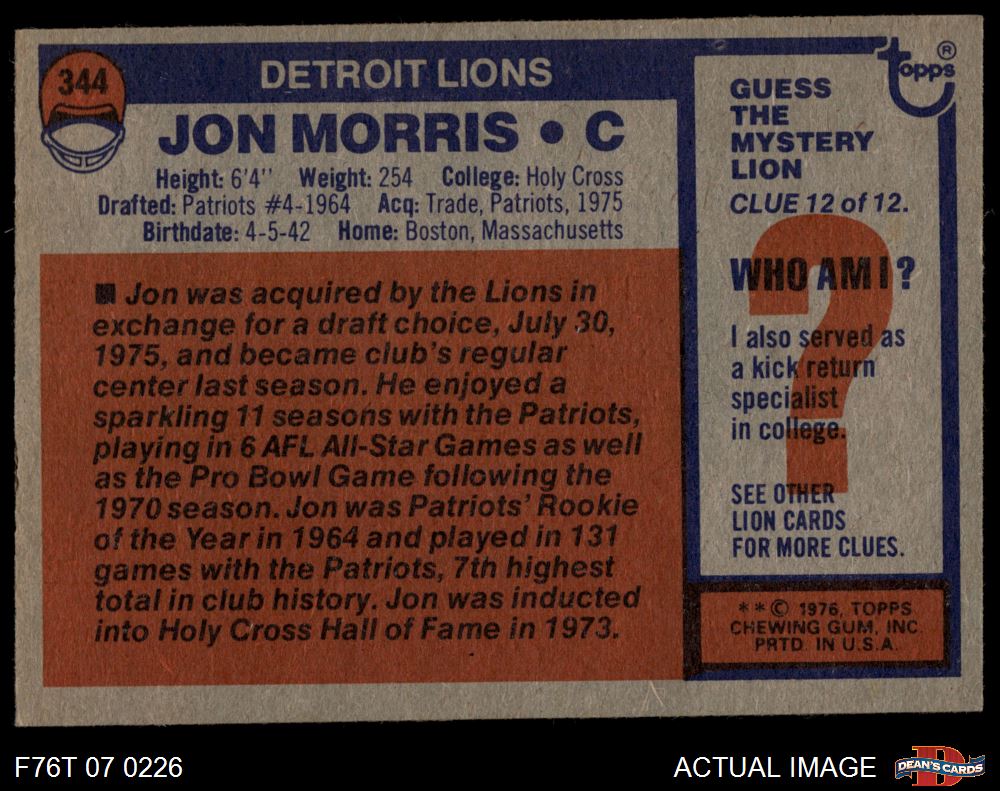 344
DETROIT LIONS
JON MORRIS • C
Height: 6'4'' Weight: 254 College: Holy Cross
Drafted: Patriots #4-1964 Acq: Trade, Patriots, 1975
Birthdate: 4-5-42 Home: Boston, Massachusetts
■ Jon was acquired by the Lions in
exchange for a draft choice, July 30,
1975, and became club's regular
center last season. He enjoyed a
sparkling 11 seasons with the Patriots,
playing in 6 AFL All-Star Games as well
as the Pro Bowl Game following the
1970 season. Jon was Patriots' Rookie
of the Year in 1964 and played in 131
games with the Patriots, 7th highest
total in club history. Jon was inducted
into Holy Cross Hall of Fame in 1973.
topps ®
GUESS
THE
MYSTERY
LION
CLUE 12 of 12.
?
WHO AM I?
I also served as
a kick return
specialist
in college.
SEE OTHER
LION CARDS
FOR MORE CLUES.
* * © 1976, TOPPS
CHEWING GUM, INC.
PRTD. IN U.S.A.
F76T 07 0226
ACTUAL IMAGE
D
DEAN'S CARDS